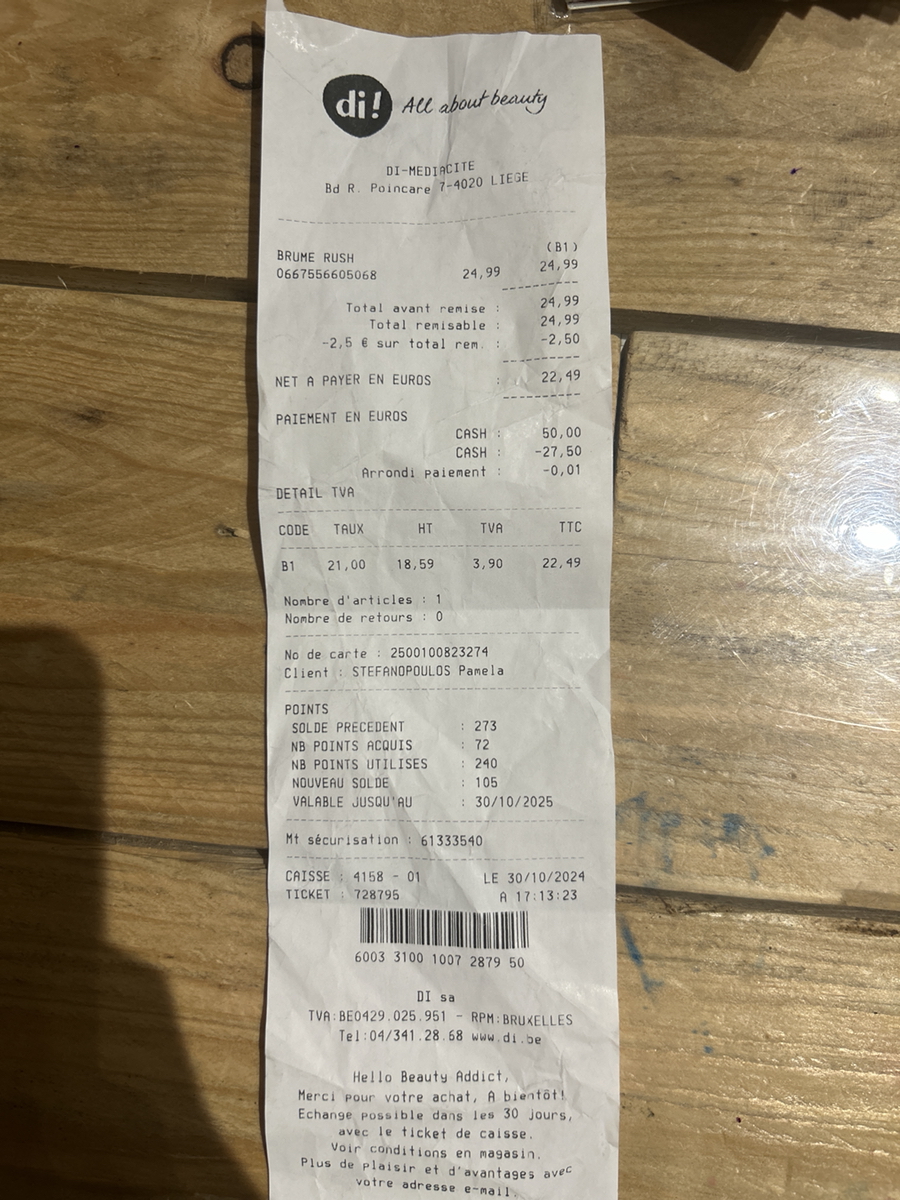 di! All about beauty
DI-MEDIACITE
Bd R. Poincare 7-4020 LIEGE
(B1)
BRUME RUSH
0667556605068 24,99 24,99
Total avant remise : 24,99
Total remisable : 24,99
-2,5 € sur total rem. : -2,50
NET A PAYER EN EUROS : 22,49
PAIEMENT EN EUROS
CASH : 50,00
CASH : -27,50
Arrondi paiement : -0,01
DETAIL TVA
CODE TAUX HT TVA TTC
B1 21,00 18,59 3,90 22,49
Nombre d'articles : 1
Nombre de retours : 0
No de carte : 2500100823274
Client : STEFANOPOULOS Pamela
POINTS
SOLDE PRECEDENT : 273
NB POINTS ACQUIS : 72
NB POINTS UTILISES : 240
NOUVEAU SOLDE : 105
VALABLE JUSQU'AU : 30/10/2025
Mt sécurisation : 61333540
CAISSE : 4158 - 01 LE 30/10/2024
TICKET : 728795 A 17:13:23
6003 3100 1007 2879 50
DI sa
TVA:BE0429.025.951 - RPM:BRUXELLES
Tel:04/341.28.68 www.di.be
Hello Beauty Addict,
Merci pour votre achat, A bientôt!
Echange possible dans les 30 jours,
avec le ticket de caisse.
Voir conditions en magasin.
Plus de plaisir et d'avantages avec
votre adresse e-mail.